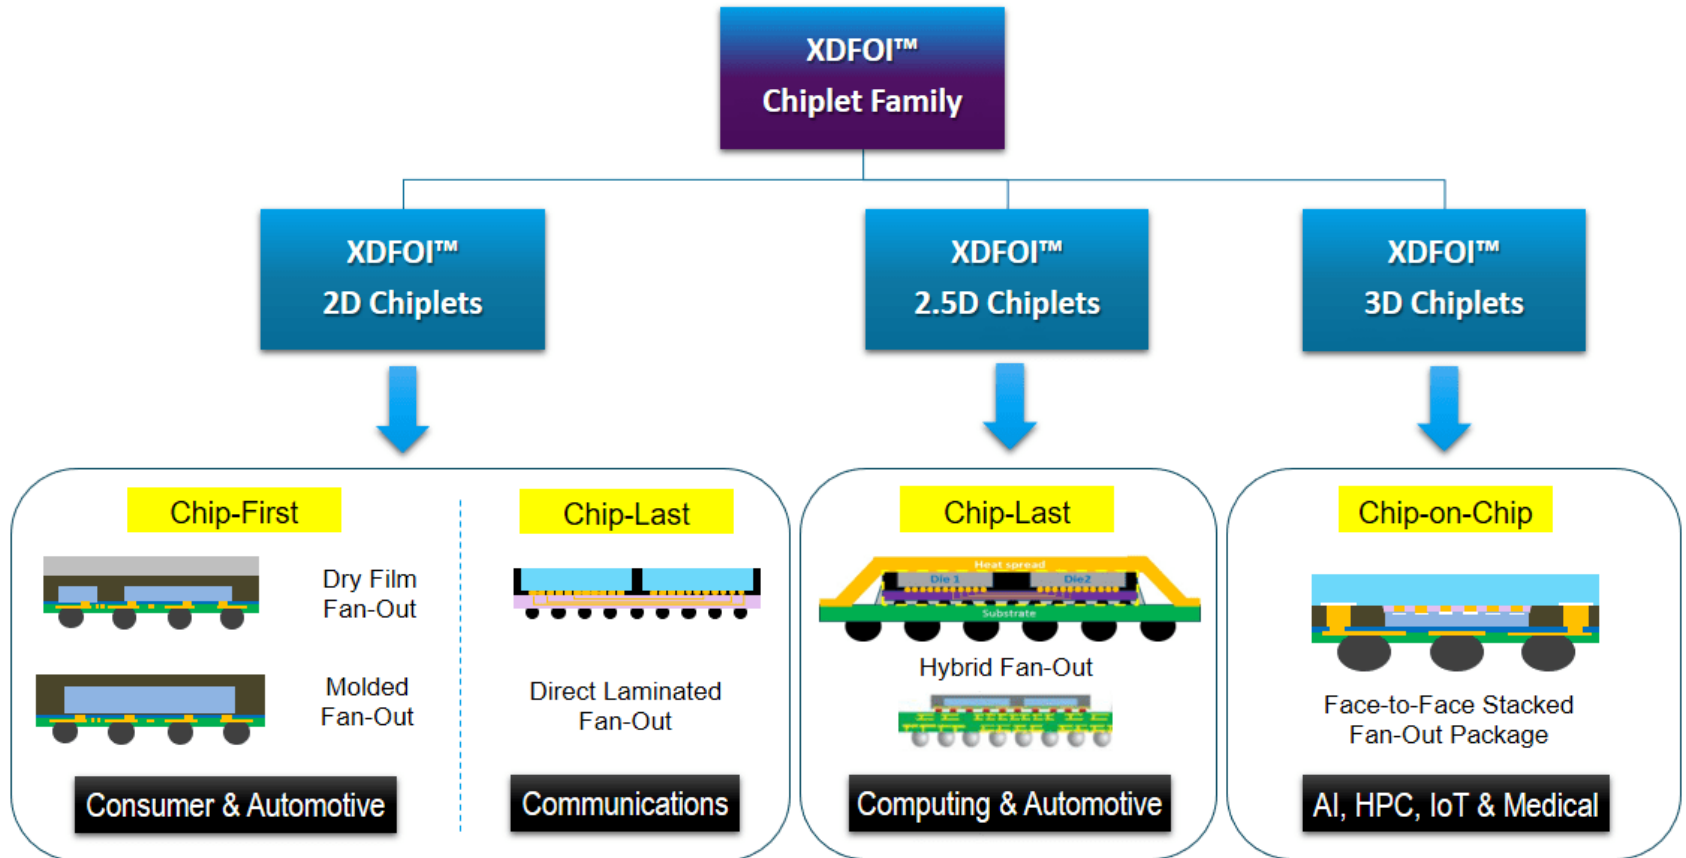 XDFOI™
Chiplet Family
XDFOI™
2D Chiplets
XDFOI™
2.5D Chiplets
XDFOI™
3D Chiplets
Chip-First
Dry Film
Fan-Out
Molded
Fan-Out
Consumer & Automotive
Chip-Last
Direct Laminated
Fan-Out
Communications
Chip-Last
Heat spread
Die 1
Die2
Substrate
Hybrid Fan-Out
Computing & Automotive
Chip-on-Chip
Face-to-Face Stacked
Fan-Out Package
AI, HPC, IoT & Medical